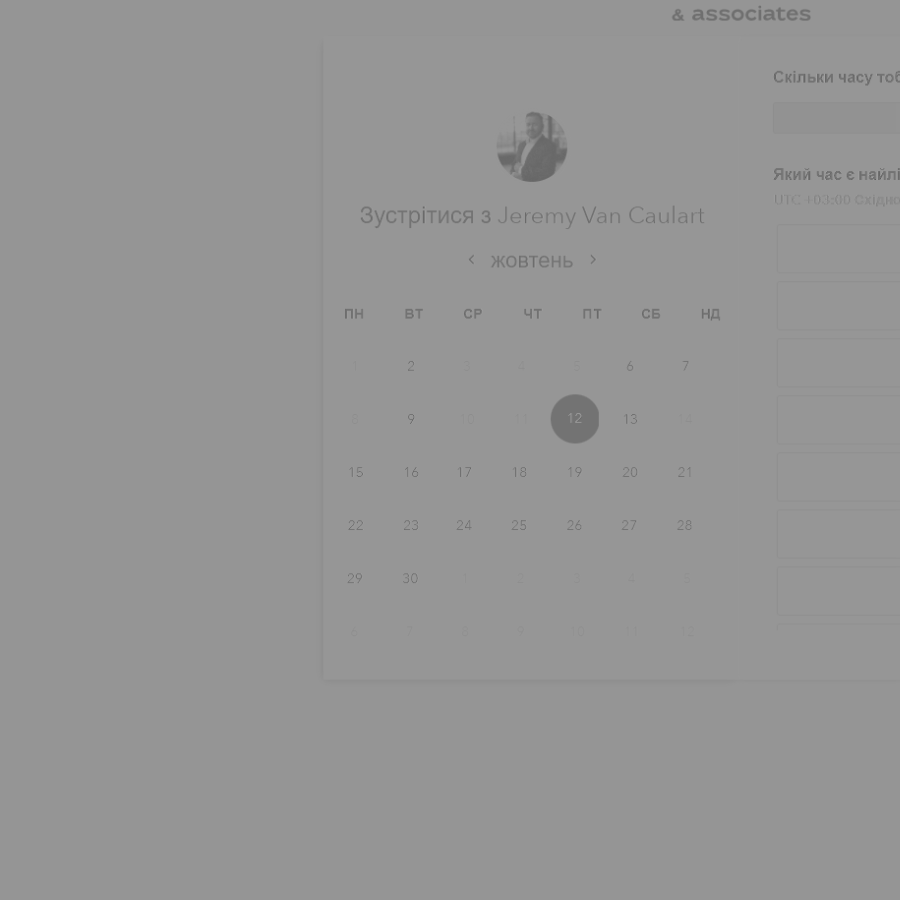 & associates
Зустрітися з Jeremy Van Caulart
жовтень
ПН ВТ СР ЧТ ПТ СБ НД
1 2 3 4 5 6 7
8 9 10 11 12 13 14
15 16 17 18 19 20 21
22 23 24 25 26 27 28
29 30 1 2 3 4 5
6 7 8 9 10 11 12
Скільки часу тоб
Який час є найлі
UTC +03:00 Східно